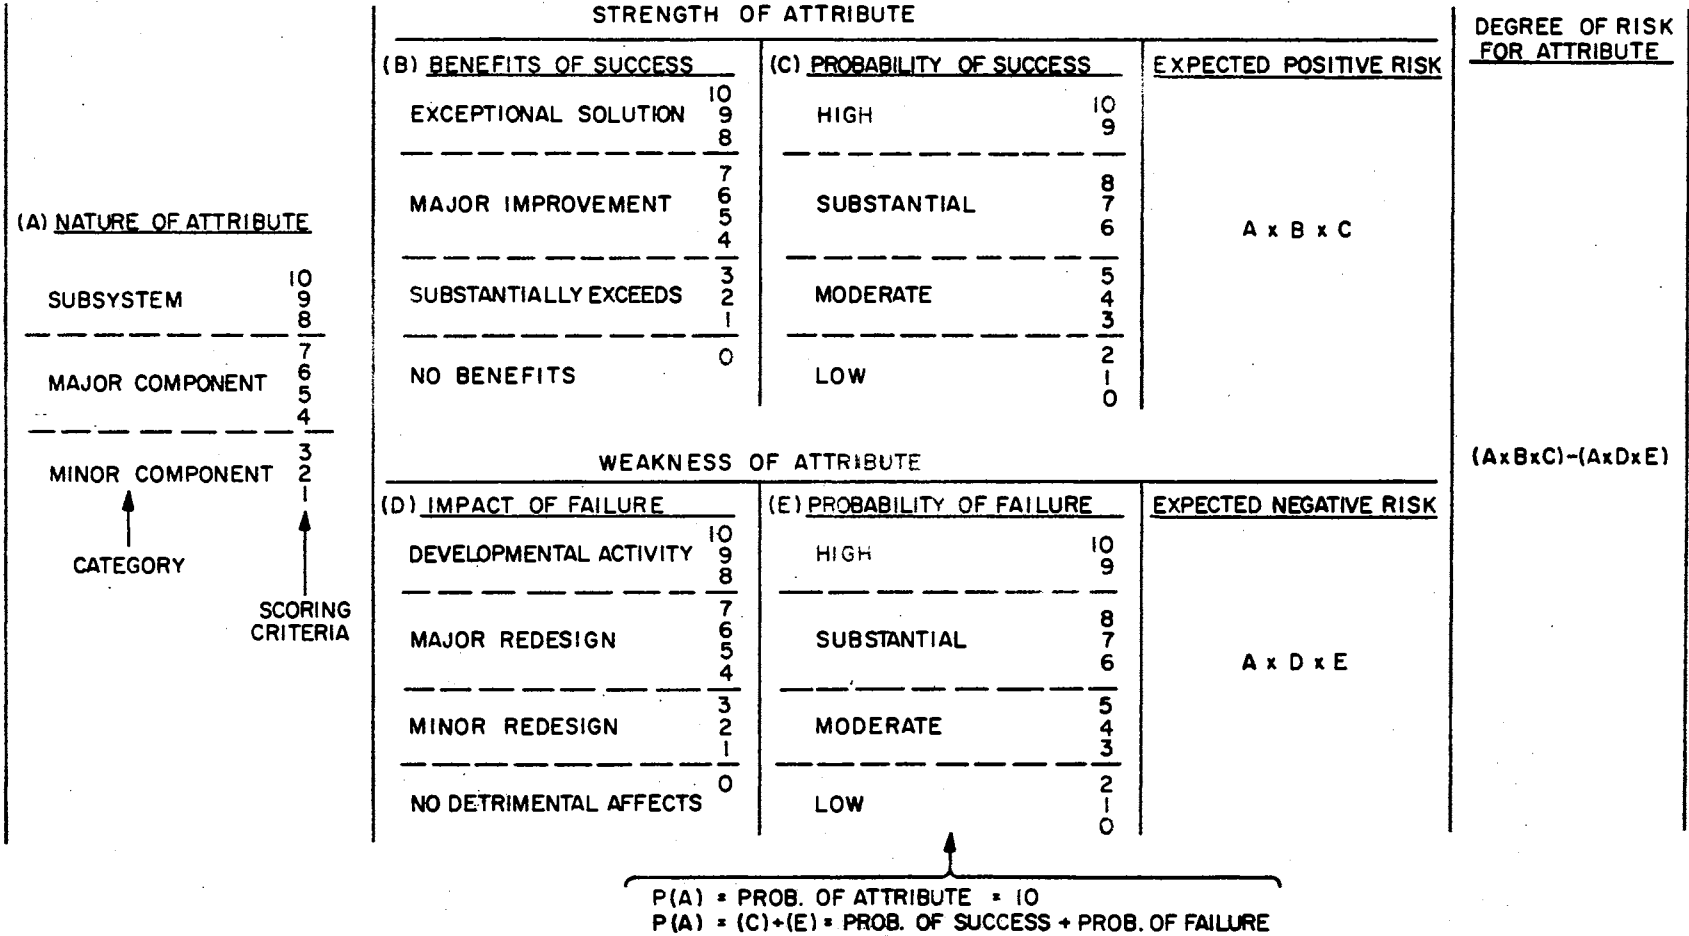 STRENGTH OF ATTRIBUTE
DEGREE OF RISK
FOR ATTRIBUTE
(B) BENEFITS OF SUCCESS
(C) PROBABILITY OF SUCCESS
EXPECTED POSITIVE RISK
EXCEPTIONAL SOLUTION
10
9
8
HIGH
10
9
MAJOR IMPROVEMENT
7
6
5
4
SUBSTANTIAL
8
7
6
A x B x C
(A) NATURE OF ATTRIBUTE
SUBSYSTEM
10
9
8
SUBSTANTIALLY EXCEEDS
3
2
1
MODERATE
5
4
3
MAJOR COMPONENT
7
6
5
4
NO BENEFITS
0
LOW
2
1
0
MINOR COMPONENT
3
2
1
WEAKNESS OF ATTRIBUTE
(AxBxC)-(AxDxE)
(D) IMPACT OF FAILURE
(E) PROBABILITY OF FAILURE
EXPECTED NEGATIVE RISK
CATEGORY
SCORING
CRITERIA
DEVELOPMENTAL ACTIVITY
10
9
8
HIGH
10
9
MAJOR REDESIGN
7
6
5
4
SUBSTANTIAL
8
7
6
A x D x E
MINOR REDESIGN
3
2
1
MODERATE
5
4
3
NO DETRIMENTAL AFFECTS
0
LOW
2
1
0
P(A) = PROB. OF ATTRIBUTE = 10
P(A) = (C)+(E) = PROB. OF SUCCESS + PROB. OF FAILURE